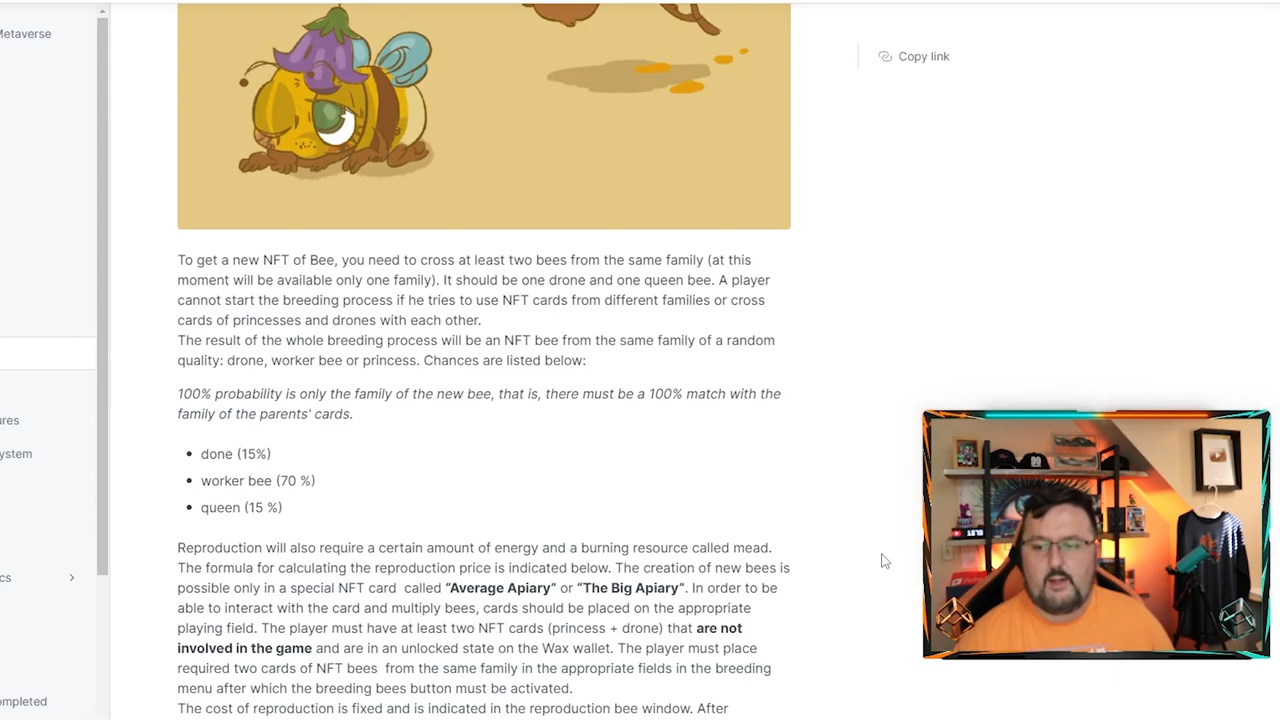 Metaverse
Copy link
To get a new NFT of Bee, you need to cross at least two bees from the same family (at this
moment will be available only one family). It should be one drone and one queen bee. A player
cannot start the breeding process if he tries to use NFT cards from different families or cross
cards of princesses and drones with each other.
The result of the whole breeding process will be an NFT bee from the same family of a random
quality: drone, worker bee or princess. Chances are listed below:
100% probability is only the family of the new bee, that is, there must be a 100% match with the
family of the parents' cards.
ures
ystem
• done (15%)
• worker bee (70 %)
• queen (15 %)
Reproduction will also require a certain amount of energy and a burning resource called mead.
The formula for calculating the reproduction price is indicated below. The creation of new bees is
possible only in a special NFT card called “Average Apiary” or “The Big Apiary”. In order to be
able to interact with the card and multiply bees, cards should be placed on the appropriate
playing field. The player must have at least two NFT cards (princess + drone) that are not
involved in the game and are in an unlocked state on the Wax wallet. The player must place
required two cards of NFT bees from the same family in the appropriate fields in the breeding
menu after which the breeding bees button must be activated.
The cost of reproduction is fixed and is indicated in the reproduction bee window. After
cs
ompleted